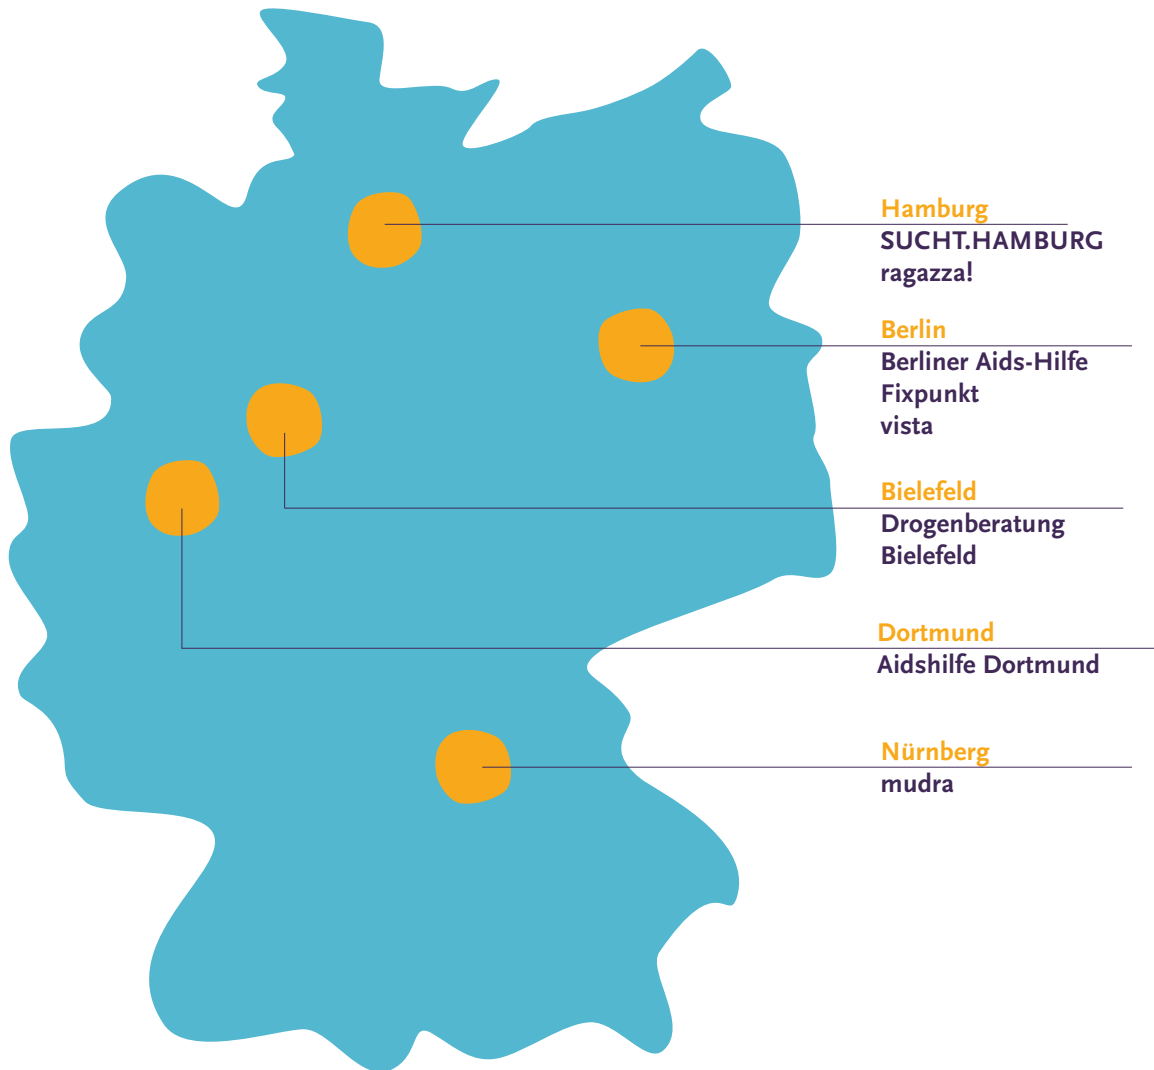 Hamburg
SUCHT.HAMBURG
ragazza!
Berlin
Berliner Aids-Hilfe
Fixpunkt
vista
Bielefeld
Drogenberatung
Bielefeld
Dortmund
Aidshilfe Dortmund
Nürnberg
mudra